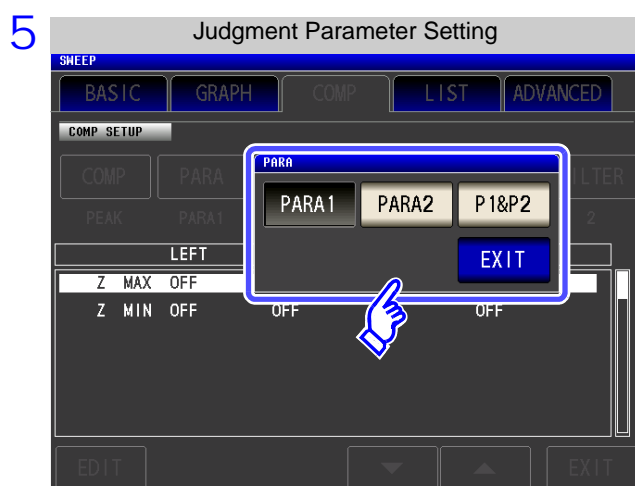 5 Judgment Parameter Setting
SWEEP
BASIC GRAPH COMP LIST ADVANCED
COMP SETUP
PARA
COMP PARA LTER
PARA1 PARA2 P1&P2
PEAK PARA1 2
LEFT EXIT
Z MAX OFF
Z MIN OFF OFF OFF
EDIT EXIT